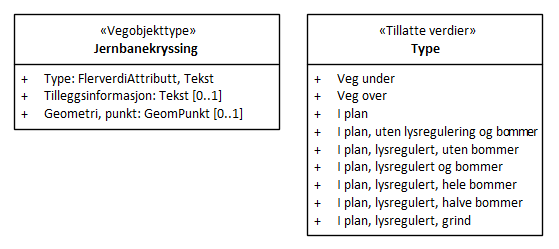 «Vegobjekttype»
Jernbanekryssing
+ Type: FlerverdiAttributt, Tekst
+ Tilleggsinformasjon: Tekst [0..1]
+ Geometri, punkt: GeomPunkt [0..1]
«Tillatte verdier»
Type
+ Veg under
+ Veg over
+ I plan
+ I plan, uten lysregulering og bommer
+ I plan, lysregulert, uten bommer
+ I plan, lysregulert og bommer
+ I plan, lysregulert, hele bommer
+ I plan, lysregulert, halve bommer
+ I plan, lysregulert, grind